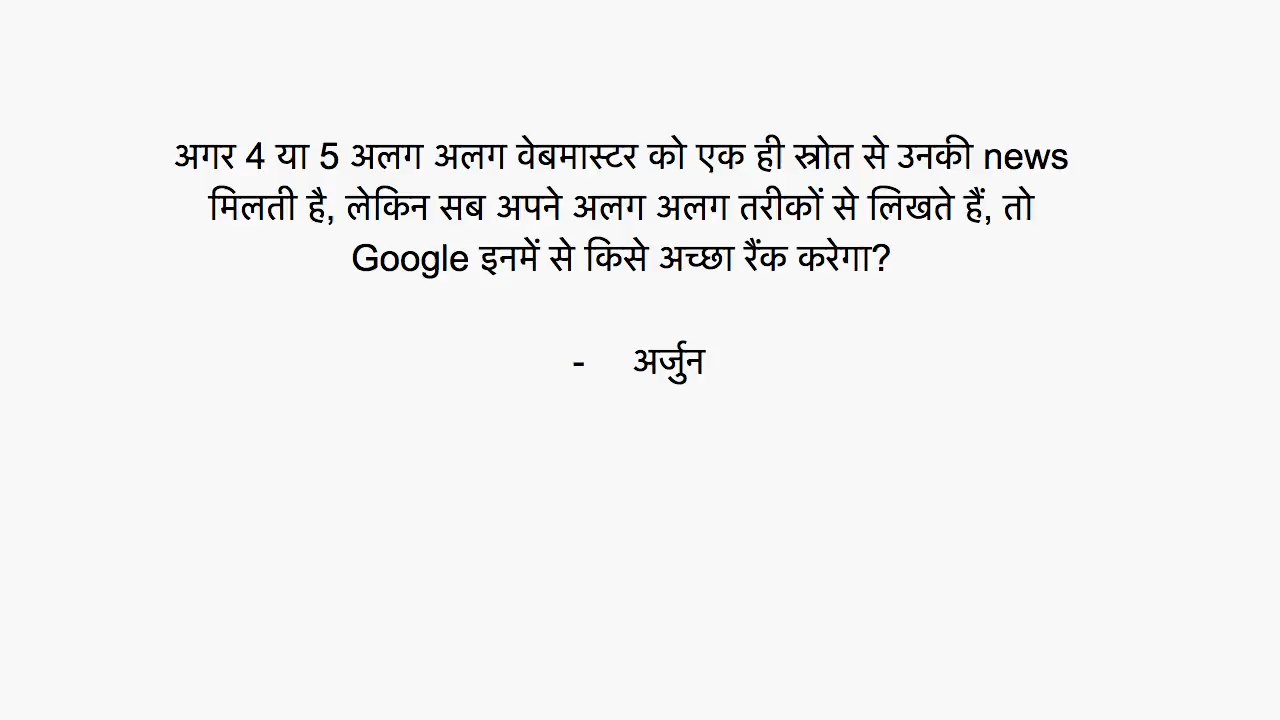 अगर 4 या 5 अलग अलग वेबमास्टर को एक ही स्रोत से उनकी news
मिलती है, लेकिन सब अपने अलग अलग तरीकों से लिखते हैं, तो
Google इनमें से किसे अच्छा रैंक करेगा?
- अर्जुन